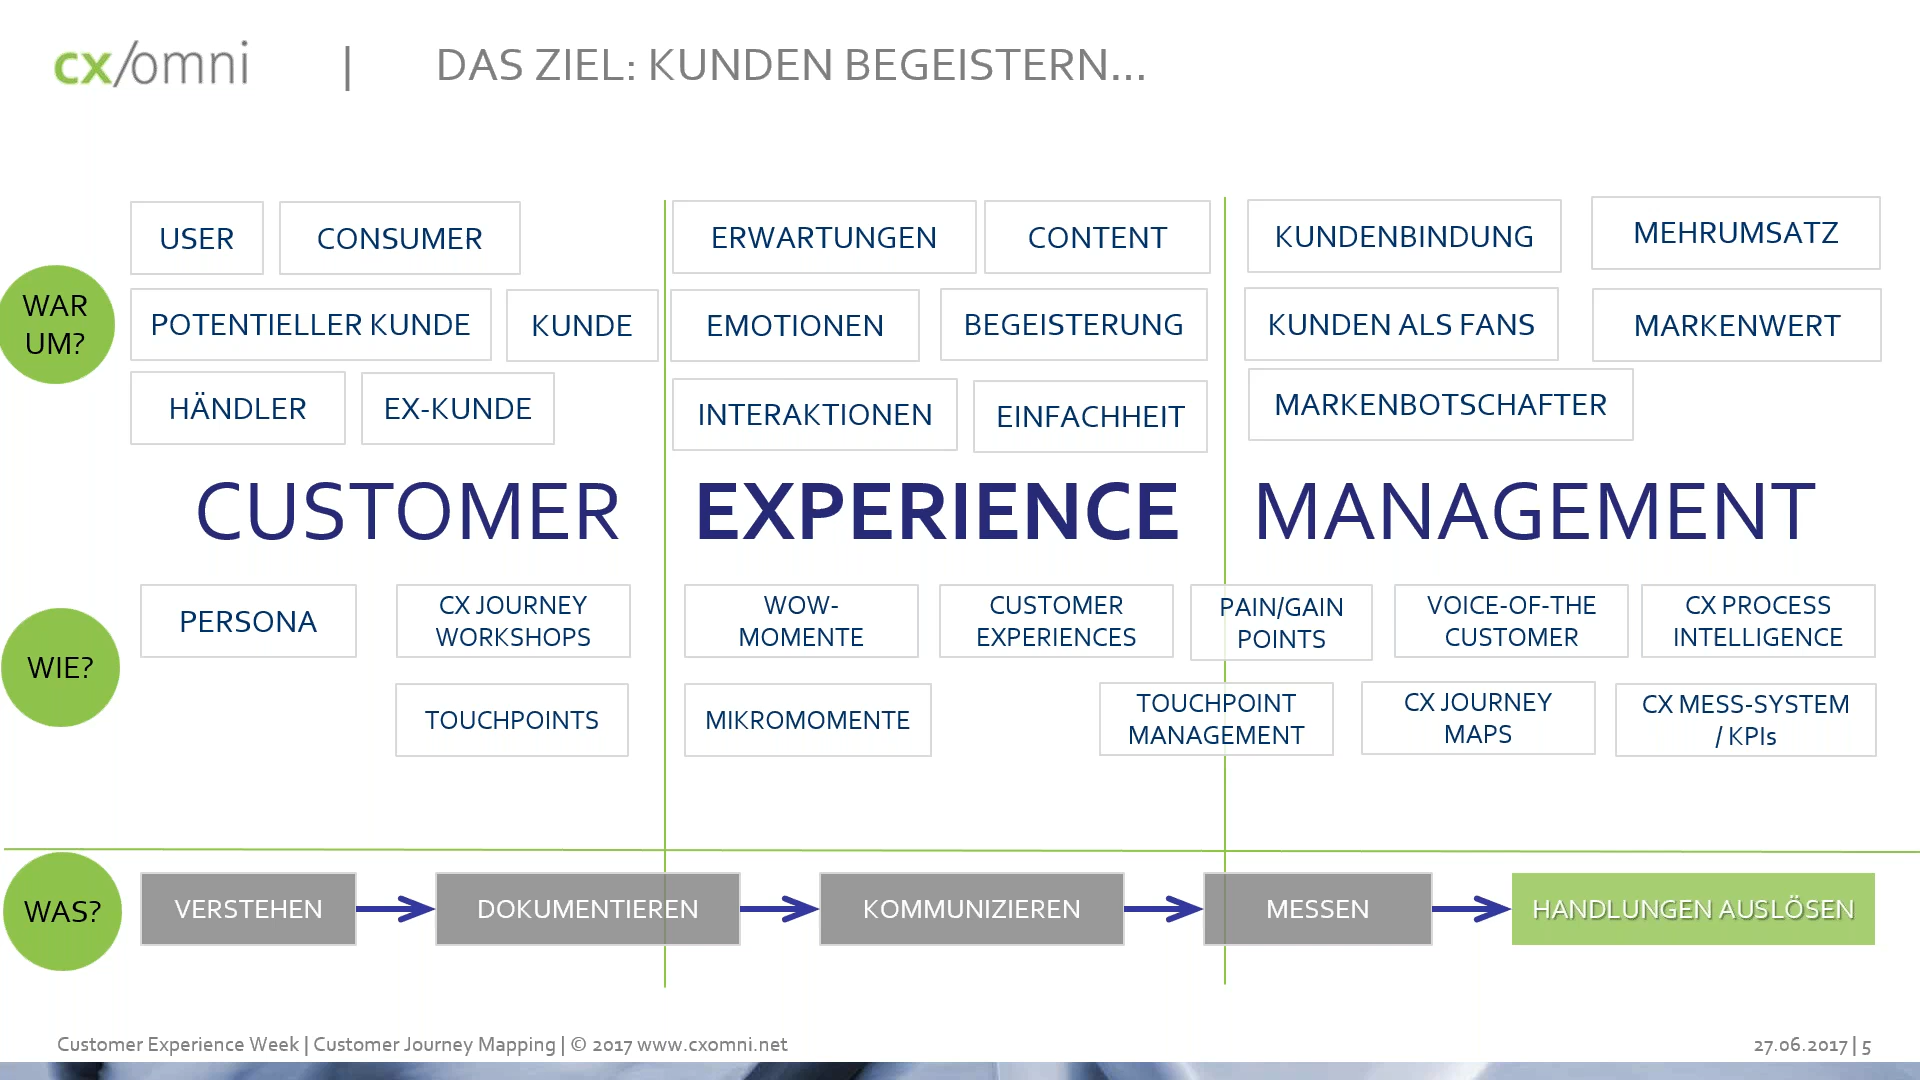 cx/omni | DAS ZIEL: KUNDEN BEGEISTERN...
USER
CONSUMER
ERWARTUNGEN
CONTENT
KUNDENBINDUNG
MEHRUMSATZ
WAR
UM?
POTENTIELLER KUNDE
KUNDE
EMOTIONEN
BEGEISTERUNG
KUNDEN ALS FANS
MARKENWERT
HÄNDLER
EX-KUNDE
INTERAKTIONEN
EINFACHHEIT
MARKENBOTSCHAFTER
CUSTOMER EXPERIENCE MANAGEMENT
WIE?
PERSONA
CX JOURNEY
WORKSHOPS
WOW-
MOMENTE
CUSTOMER
EXPERIENCES
PAIN/GAIN
POINTS
VOICE-OF-THE
CUSTOMER
CX PROCESS
INTELLIGENCE
TOUCHPOINTS
MIKROMOMENTE
TOUCHPOINT
MANAGEMENT
CX JOURNEY
MAPS
CX MESS-SYSTEM
/ KPIs
WAS?
VERSTEHEN
DOKUMENTIEREN
KOMMUNIZIEREN
MESSEN
HANDLUNGEN AUSLÖSEN
Customer Experience Week | Customer Journey Mapping | © 2017 www.cxomni.net
27.06.2017 | 5